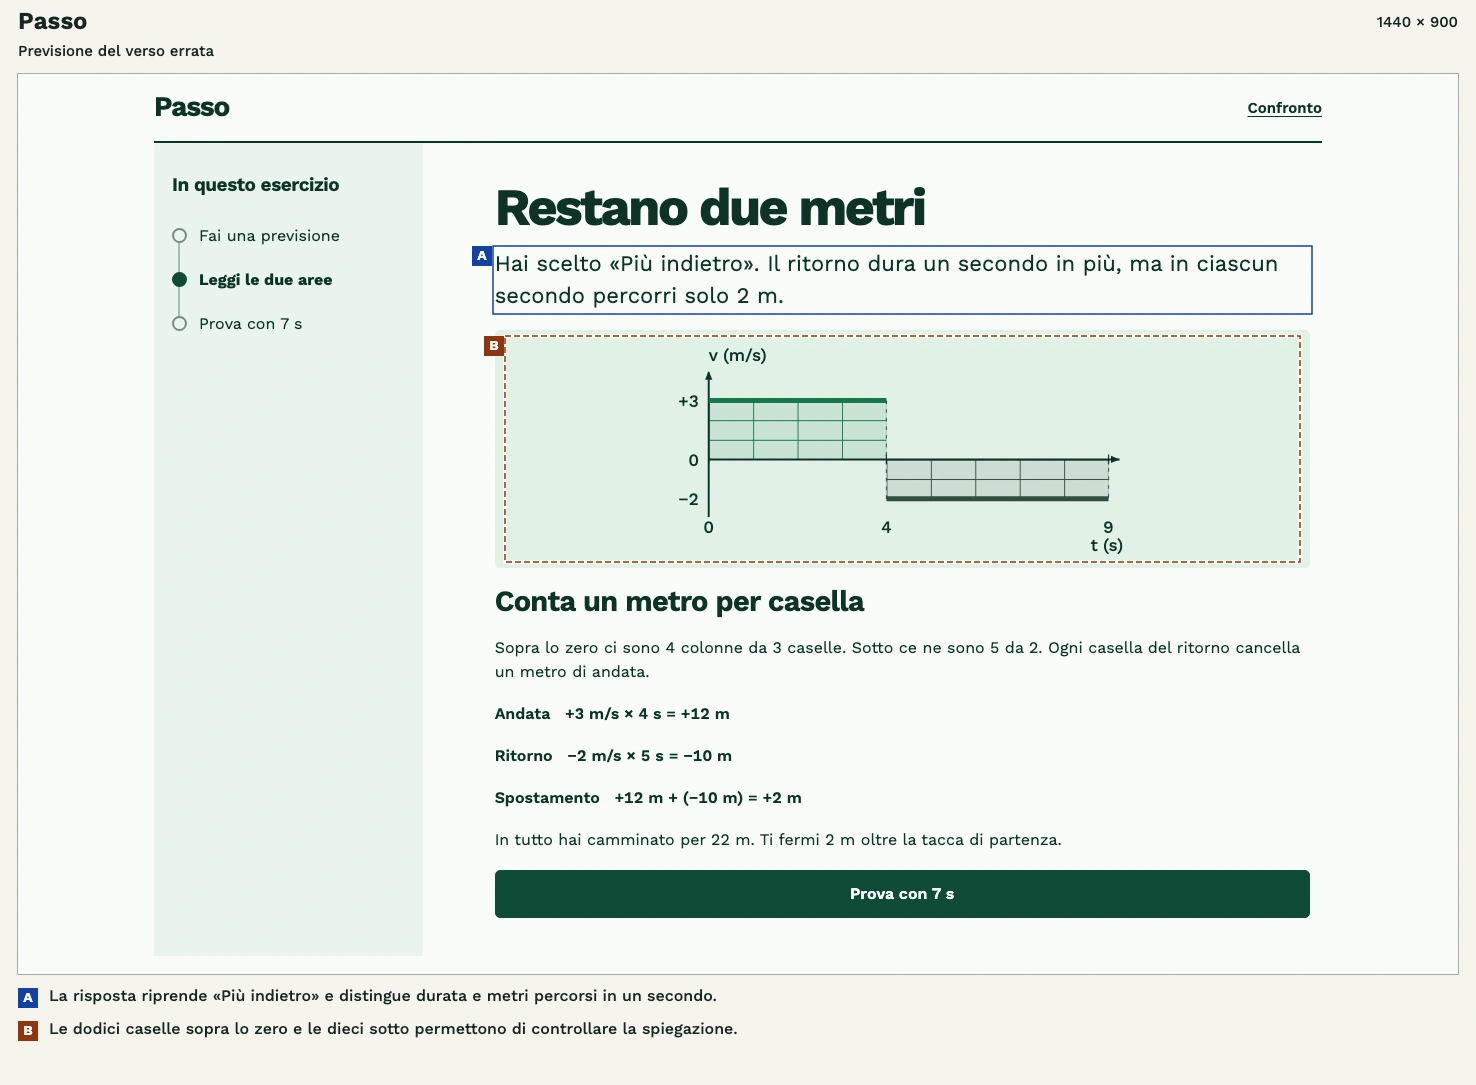 Passo
1440 × 900
Previsione del verso errata
Passo
Confronto
In questo esercizio
Fai una previsione
Leggi le due aree
Prova con 7 s
Restano due metri
A
Hai scelto «Più indietro». Il ritorno dura un secondo in più, ma in ciascun
secondo percorri solo 2 m.
B
v (m/s)
+3
0
−2
0
4
9
t (s)
Conta un metro per casella
Sopra lo zero ci sono 4 colonne da 3 caselle. Sotto ce ne sono 5 da 2. Ogni casella del ritorno cancella
un metro di andata.
Andata +3 m/s × 4 s = +12 m
Ritorno −2 m/s × 5 s = −10 m
Spostamento +12 m + (−10 m) = +2 m
In tutto hai camminato per 22 m. Ti fermi 2 m oltre la tacca di partenza.
Prova con 7 s
A La risposta riprende «Più indietro» e distingue durata e metri percorsi in un secondo.
B Le dodici caselle sopra lo zero e le dieci sotto permettono di controllare la spiegazione.